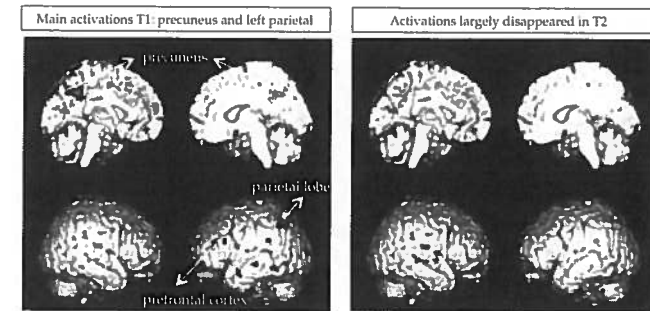 Main activations T1: precuneus and left parietal
Activations largely disappeared in T2
precuneus
parietal lobe
prefrontal cortex